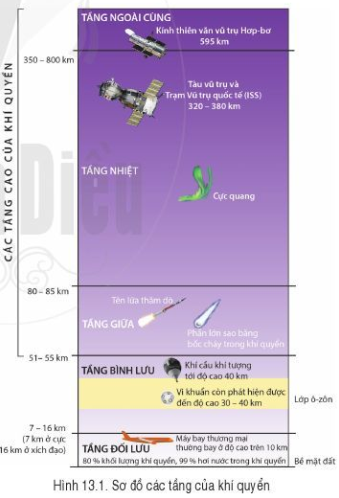 TẦNG NGOÀI CÙNG
Kính thiên văn vũ trụ Hơp-bơ
595 km
350 – 800 km
Tàu vũ trụ và
Trạm Vũ trụ quốc tế (ISS)
320 – 380 km
CÁC TẦNG CAO CỦA KHÍ QUYỂN
Diều
TẦNG NHIỆT
Cực quang
80 – 85 km
Tên lửa thăm dò
TẦNG GIỮA
Phần lớn sao băng
bốc cháy trong khí quyển
51– 55 km
TẦNG BÌNH LƯU
Khí cầu khí tượng
tới độ cao 40 km
Vi khuẩn còn phát hiện được
đến độ cao 30 – 40 km
Lớp ô-zôn
7 – 16 km
(7 km ở cực
16 km ở xích đạo)
Máy bay thương mại
thường bay ở độ cao trên 10 km
TẦNG ĐỐI LƯU
80 % khối lượng khí quyển, 99 % hơi nước trong khí quyển
Bề mặt đất
Hình 13.1. Sơ đồ các tầng của khí quyển